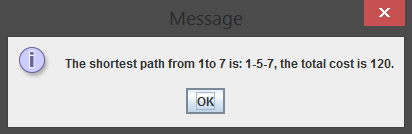 Message
The shortest path from 1to 7 is: 1-5-7, the total cost is 120.
OK